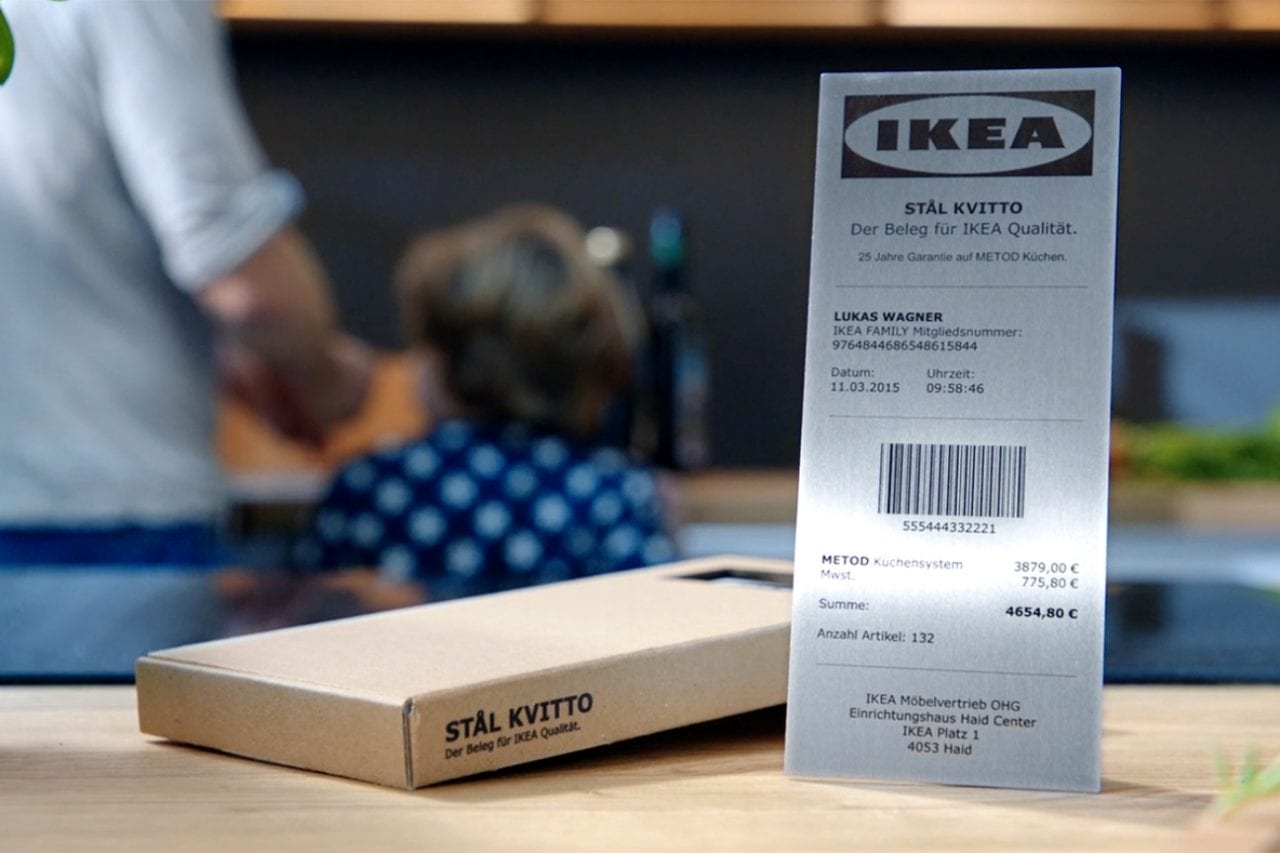 IKEA
STÅL KVITTO
Der Beleg für IKEA Qualität.
25 Jahre Garantie auf METOD Küchen.
LUKAS WAGNER
IKEA FAMILY Mitgliedsnummer:
9764844686548615844
Datum: Uhrzeit:
11.03.2015 09:58:46
555444332221
METOD Küchensystem 3879,00 €
Mwst. 775,80 €
Summe: 4654,80 €
Anzahl Artikel: 132
IKEA Möbelvertrieb OHG
Einrichtungshaus Haid Center
IKEA Platz 1
4053 Haid
STÅL KVITTO
Der Beleg für IKEA Qualität.